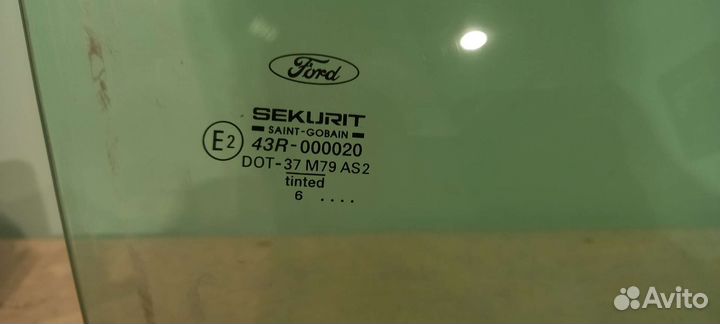 Ford
SEKURIT
SAINT-GOBAIN
E2 43R-000020
DOT-37 M79 AS2
tinted
6 ....
Avito